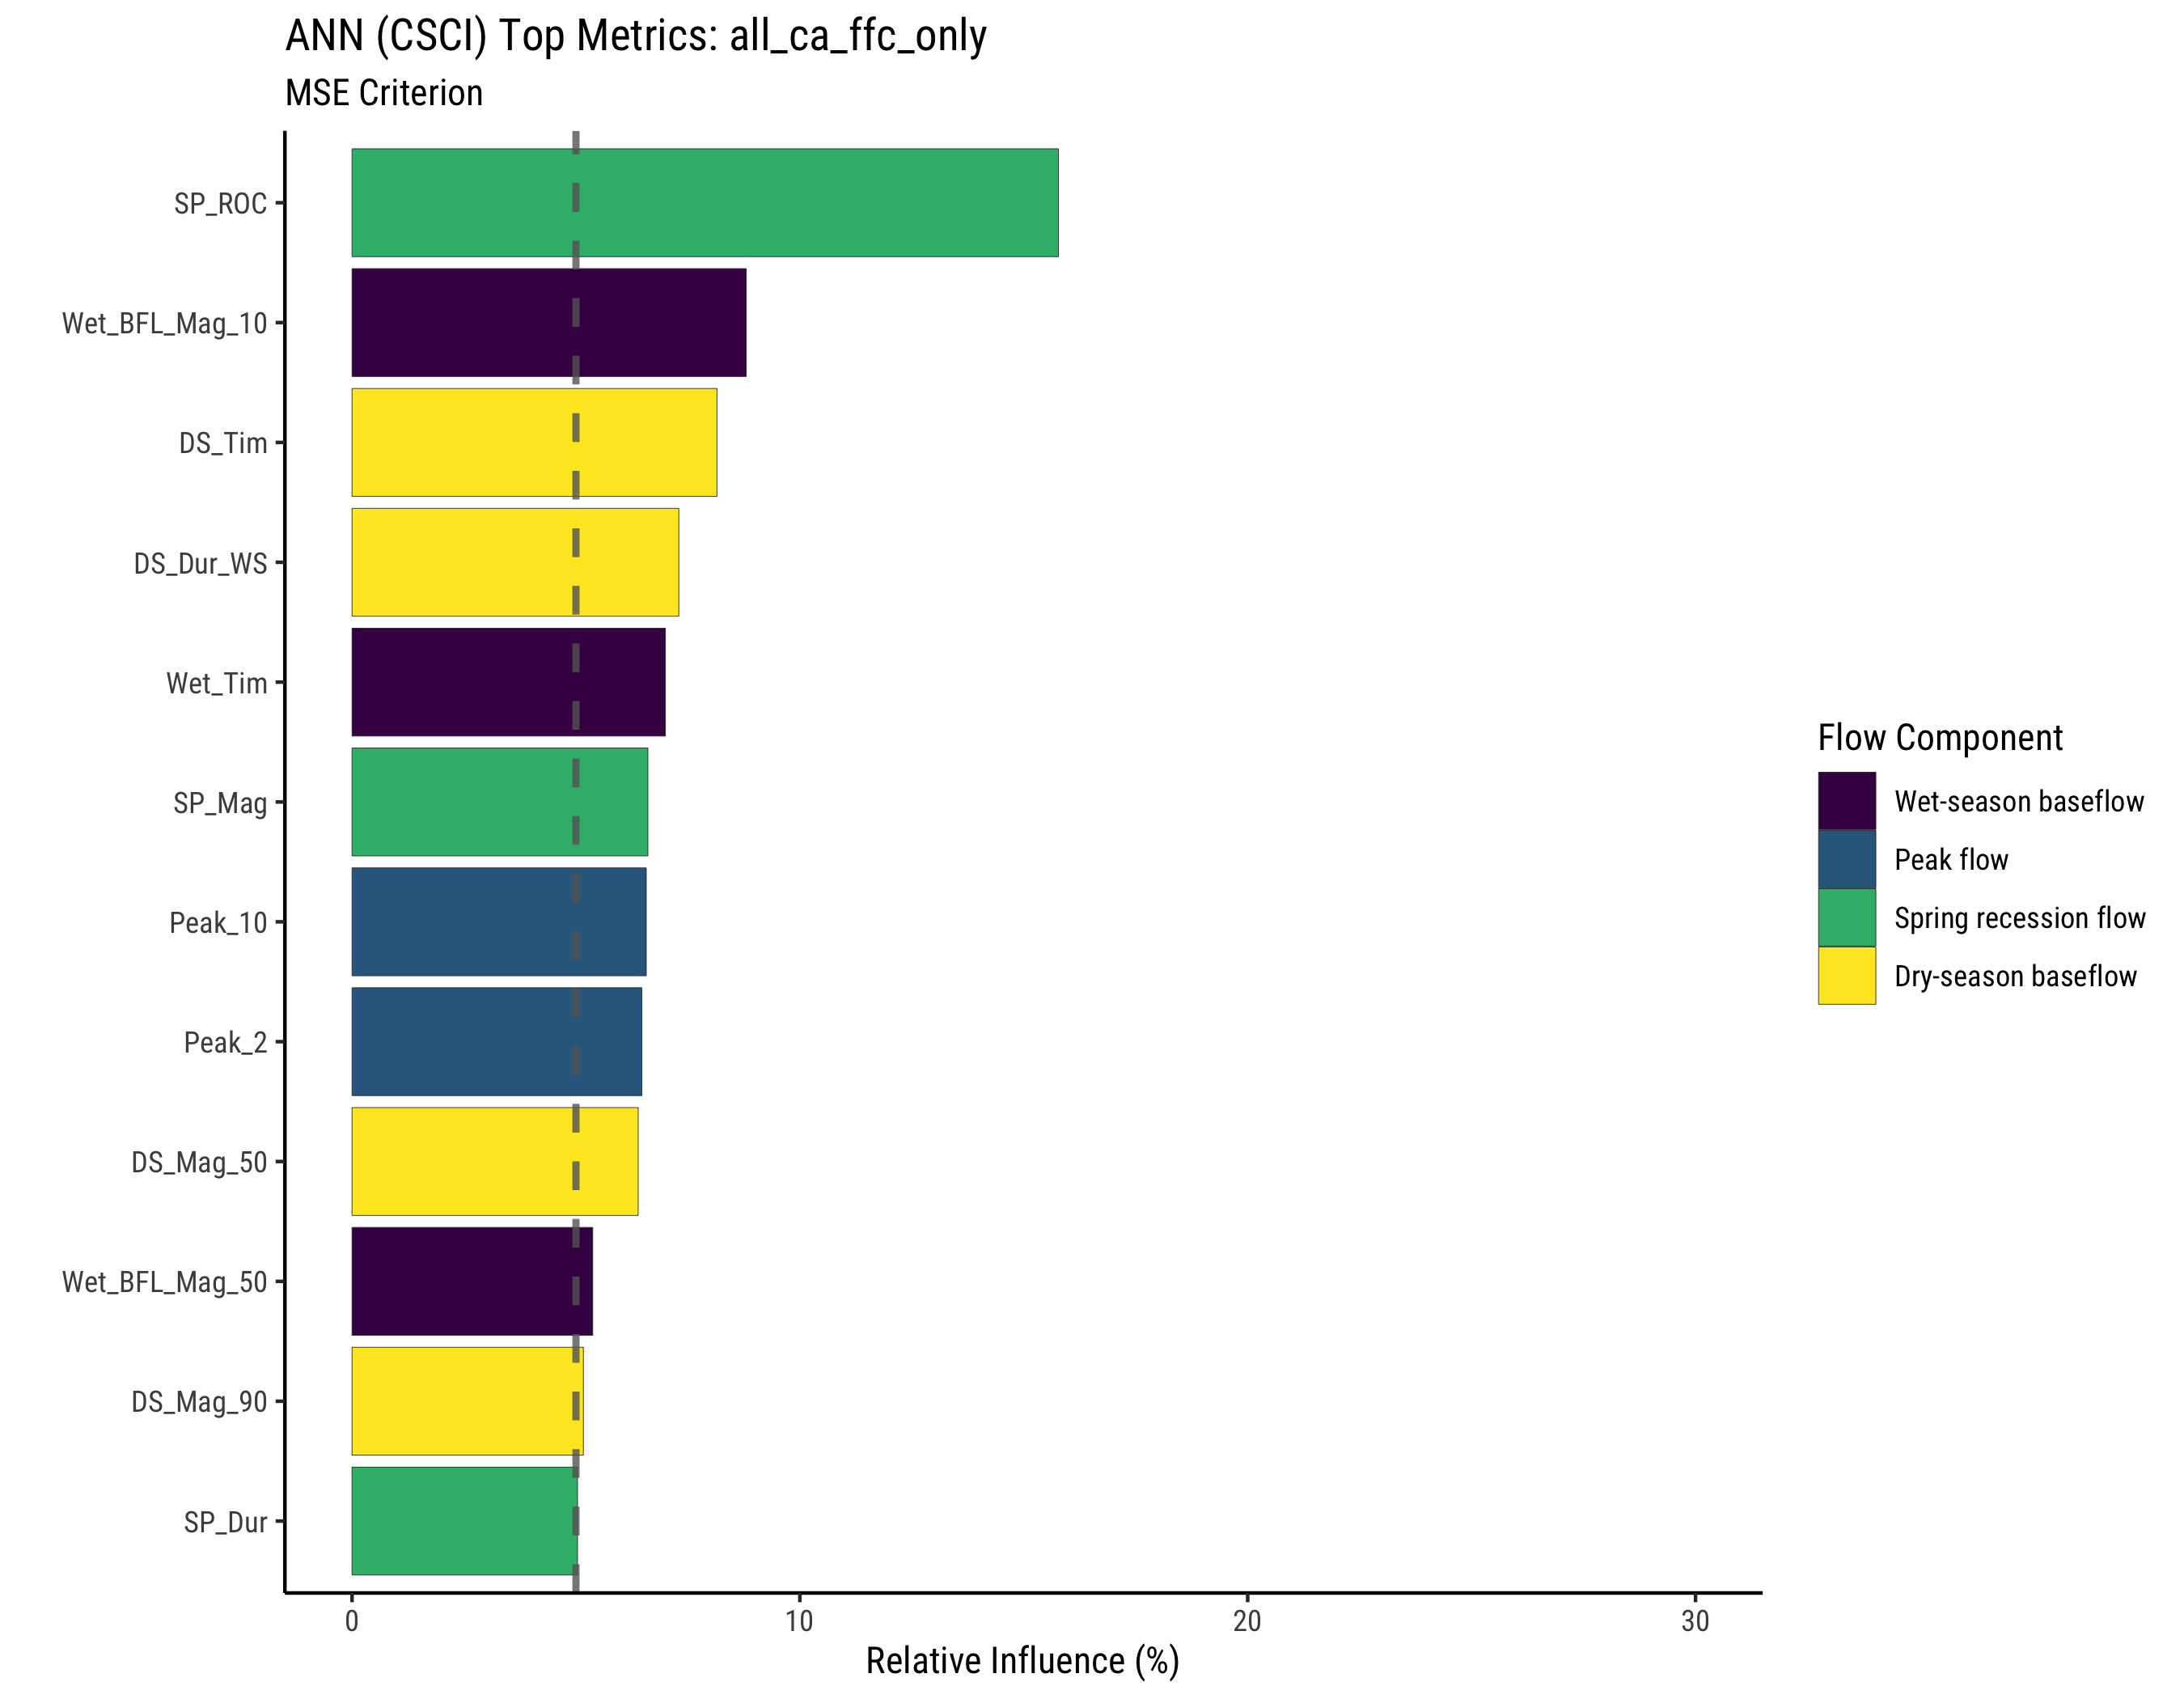 ANN (CSCI) Top Metrics: all_ca_ffc_only
MSE Criterion
SP_ROC
Wet_BFL_Mag_10
DS_Tim
DS_Dur_WS
Wet_Tim
SP_Mag
Peak_10
Peak_2
DS_Mag_50
Wet_BFL_Mag_50
DS_Mag_90
SP_Dur
0 10 20 30
Relative Influence (%)
Flow Component
Wet-season baseflow
Peak flow
Spring recession flow
Dry-season baseflow